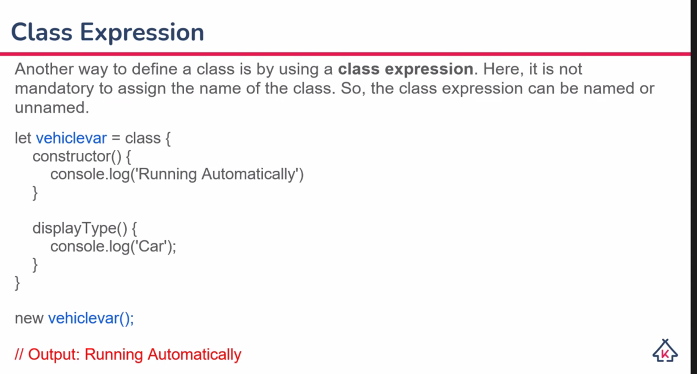 Class Expression
Another way to define a class is by using a class expression. Here, it is not
mandatory to assign the name of the class. So, the class expression can be named or
unnamed.
let vehiclevar = class {
constructor() {
console.log('Running Automatically')
}
displayType() {
console.log('Car');
}
}
new vehiclevar();
// Output: Running Automatically
K